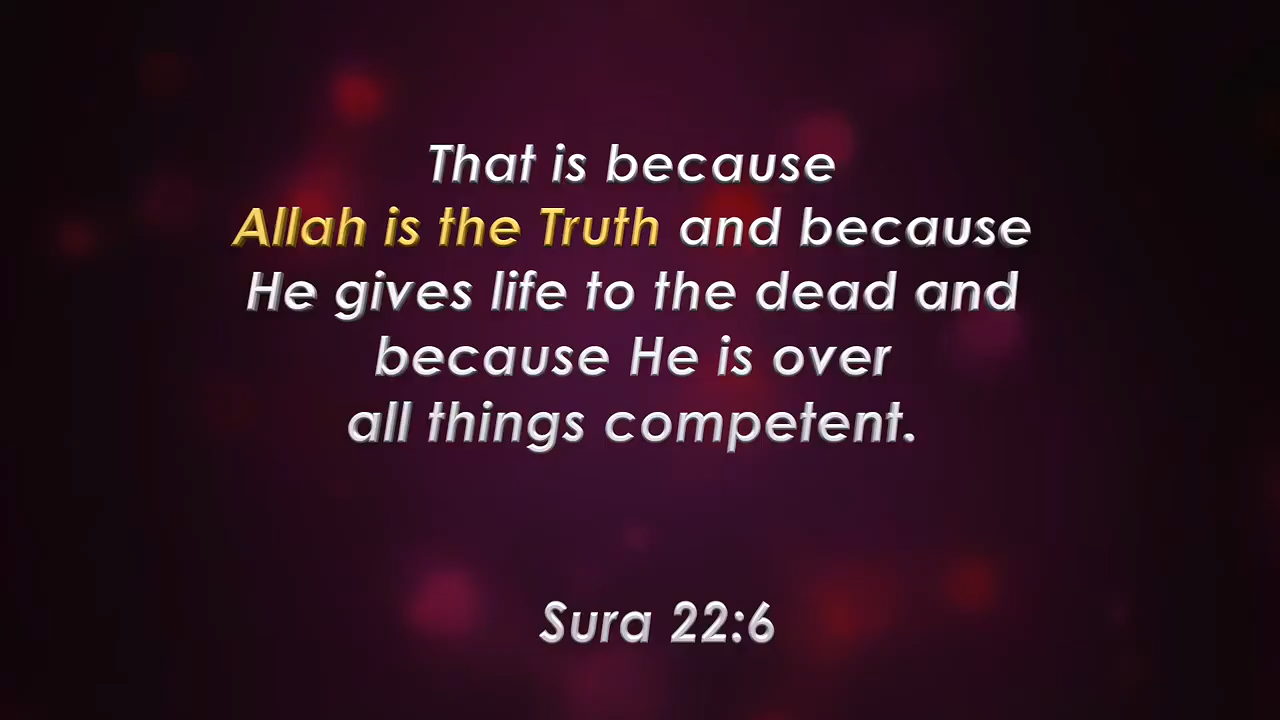 That is because
Allah is the Truth and because
He gives life to the dead and
because He is over
all things competent.
Sura 22:6